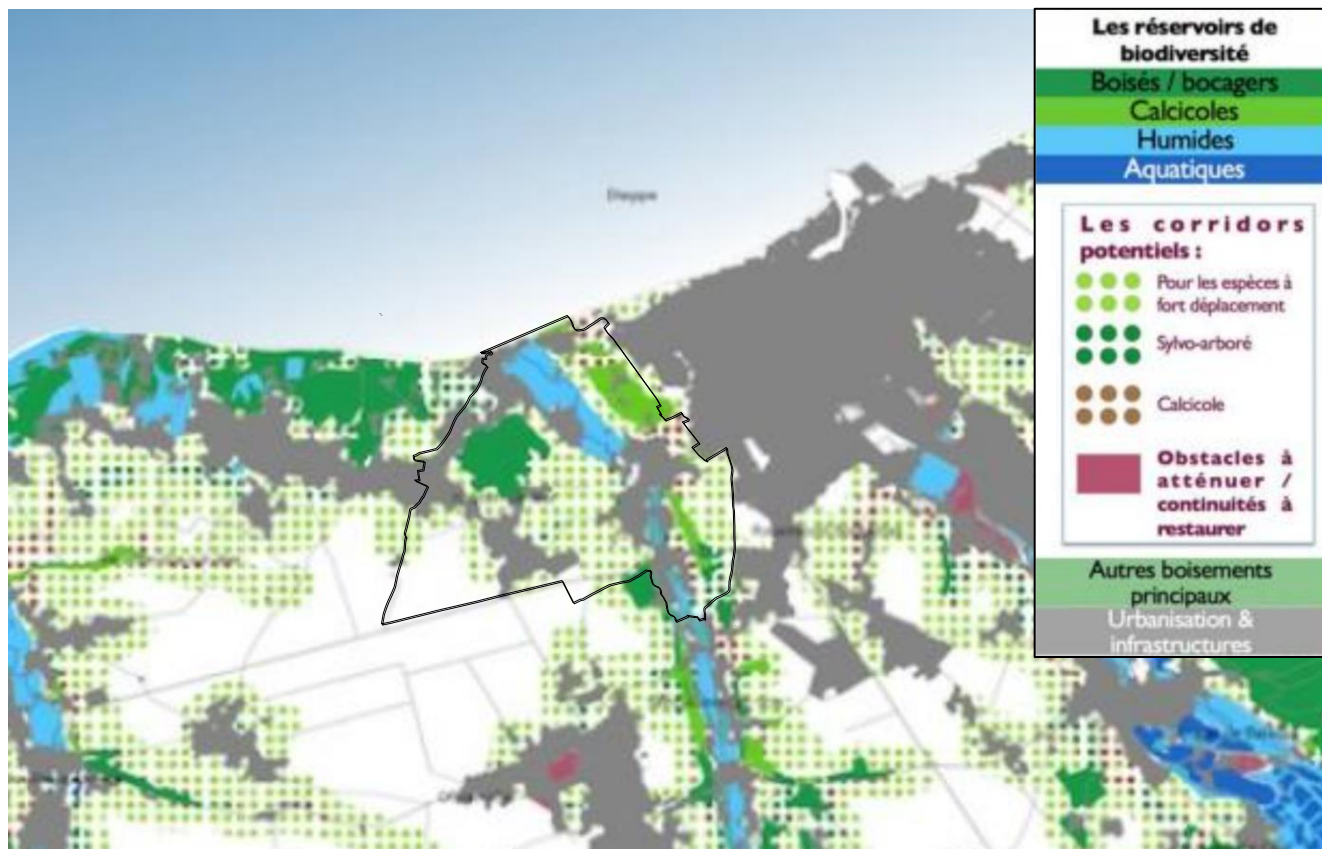 Les réservoirs de
biodiversité
Boisés / bocagers
Calcicoles
Humides
Aquatiques
Les corridors
potentiels :
Pour les espèces à
fort déplacement
Sylvo-arboré
Calcicole
Obstacles à
atténuer /
continuités à
restaurer
Autres boisements
principaux
Urbanisation &
infrastructures
Dieppe